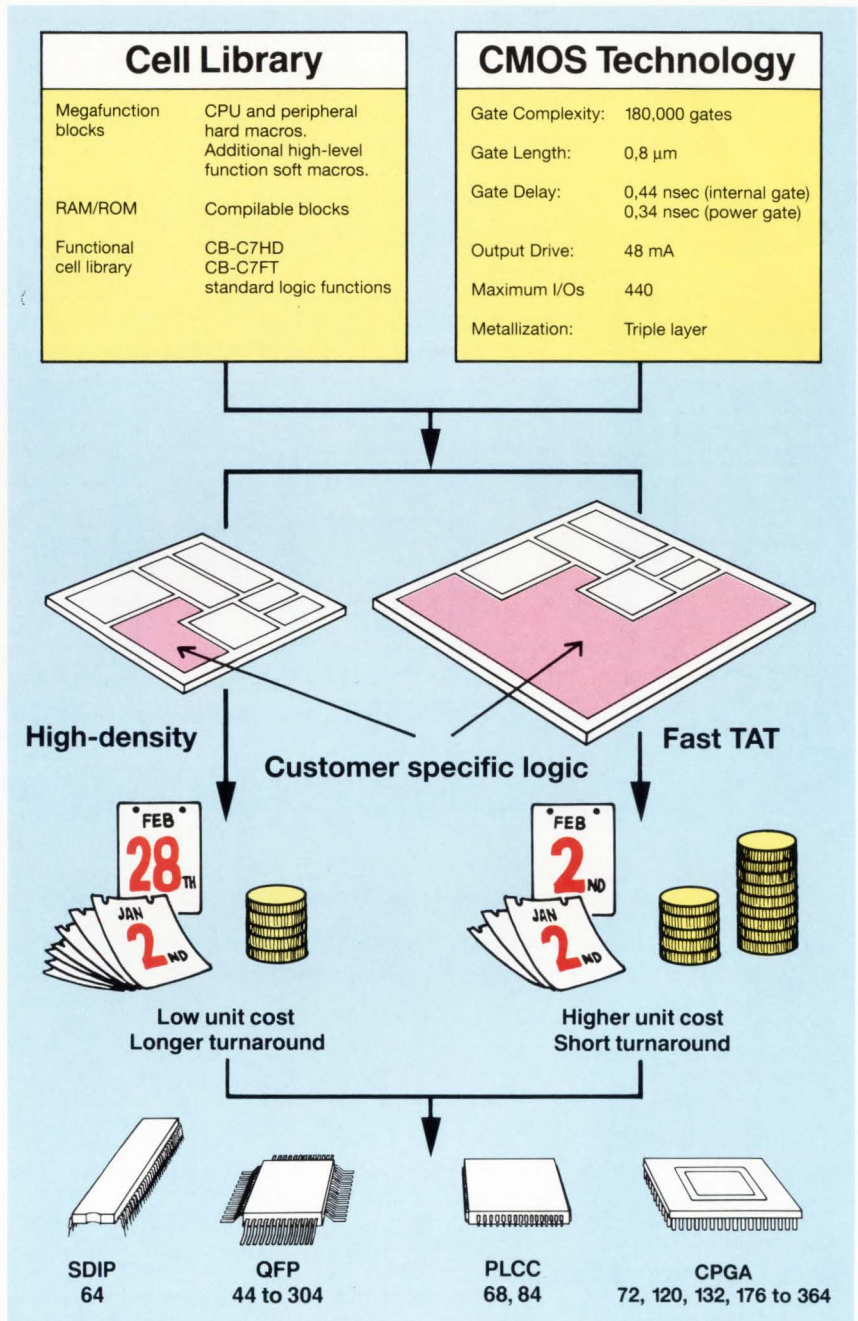 Cell Library
Megafunction blocks
CPU and peripheral hard macros.
Additional high-level function soft macros.
RAM/ROM Compilable blocks
Functional cell library
CB-C7HD
CB-C7FT
standard logic functions
CMOS Technology
Gate Complexity: 180,000 gates
Gate Length: 0,8 µm
Gate Delay: 0,44 nsec (internal gate)
0,34 nsec (power gate)
Output Drive: 48 mA
Maximum I/Os 440
Metallization: Triple layer
High-density
Customer specific logic
Fast TAT
FEB
28TH
JAN
2ND
FEB
2ND
JAN
2ND
Low unit cost
Longer turnaround
Higher unit cost
Short turnaround
SDIP
64
QFP
44 to 304
PLCC
68, 84
CPGA
72, 120, 132, 176 to 364